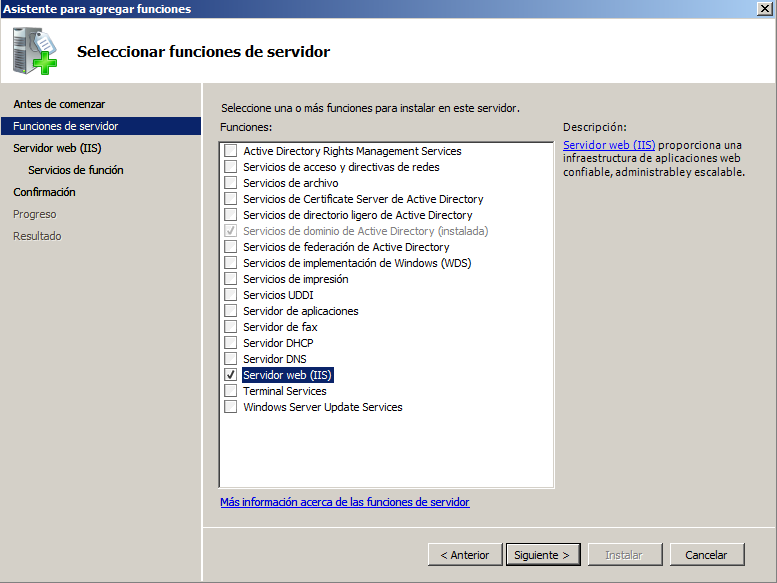 Asistente para agregar funciones
Seleccionar funciones de servidor
Antes de comenzar
Funciones de servidor
Servidor web (IIS)
Servicios de función
Confirmación
Progreso
Resultado
Seleccione una o más funciones para instalar en este servidor.
Funciones:
Active Directory Rights Management Services
Servicios de acceso y directivas de redes
Servicios de archivo
Servicios de Certificate Server de Active Directory
Servicios de directorio ligero de Active Directory
Servicios de dominio de Active Directory (instalada)
Servicios de federación de Active Directory
Servicios de implementación de Windows (WDS)
Servicios de impresión
Servicios UDDI
Servidor de aplicaciones
Servidor de fax
Servidor DHCP
Servidor DNS
Servidor web (IIS)
Terminal Services
Windows Server Update Services
Más información acerca de las funciones de servidor
Descripción:
Servidor web (IIS) proporciona una
infraestructura de aplicaciones web
confiable, administrable y escalable.
< Anterior
Siguiente >
Instalar
Cancelar